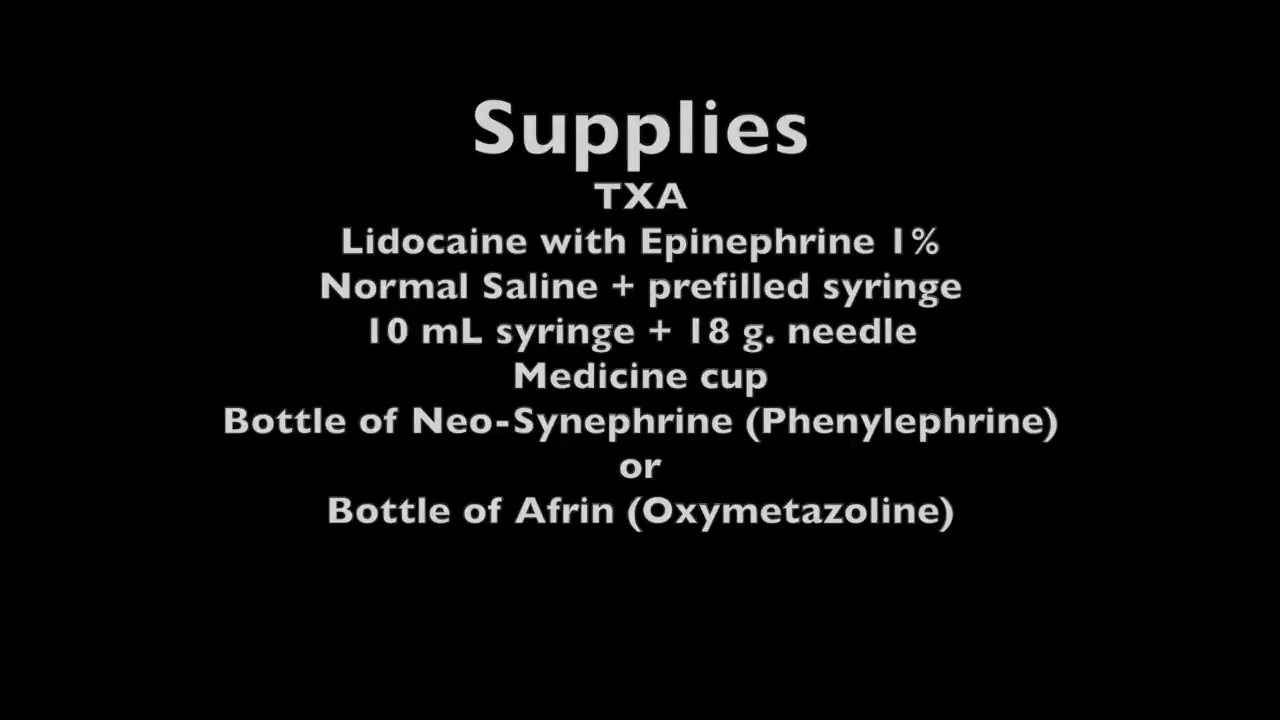 Supplies
TXA
Lidocaine with Epinephrine 1%
Normal Saline + prefilled syringe
10 mL syringe + 18 g. needle
Medicine cup
Bottle of Neo-Synephrine (Phenylephrine)
or
Bottle of Afrin (Oxymetazoline)